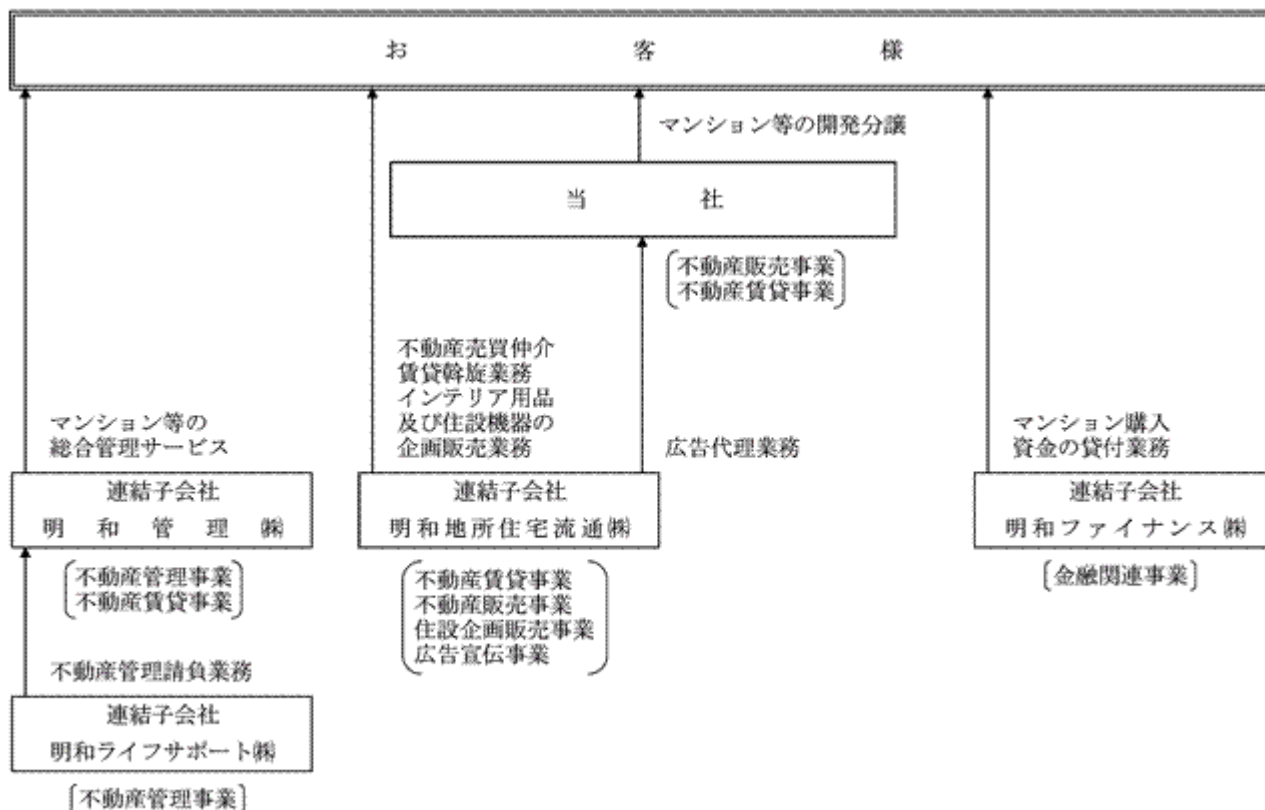 お客様
マンション等の開発分譲
当社
不動産販売事業
不動産賃貸事業
不動産売買仲介
賃貸斡旋業務
インテリア用品
及び住設機器の
企画販売業務
マンション等の
総合管理サービス
広告代理業務
マンション購入
資金の貸付業務
連結子会社
明和管理㈱
連結子会社
明和地所住宅流通㈱
連結子会社
明和ファイナンス㈱
不動産管理事業
不動産賃貸事業
不動産賃貸事業
不動産販売事業
住設企画販売事業
広告宣伝事業
金融関連事業
不動産管理請負業務
連結子会社
明和ライフサポート㈱
不動産管理事業